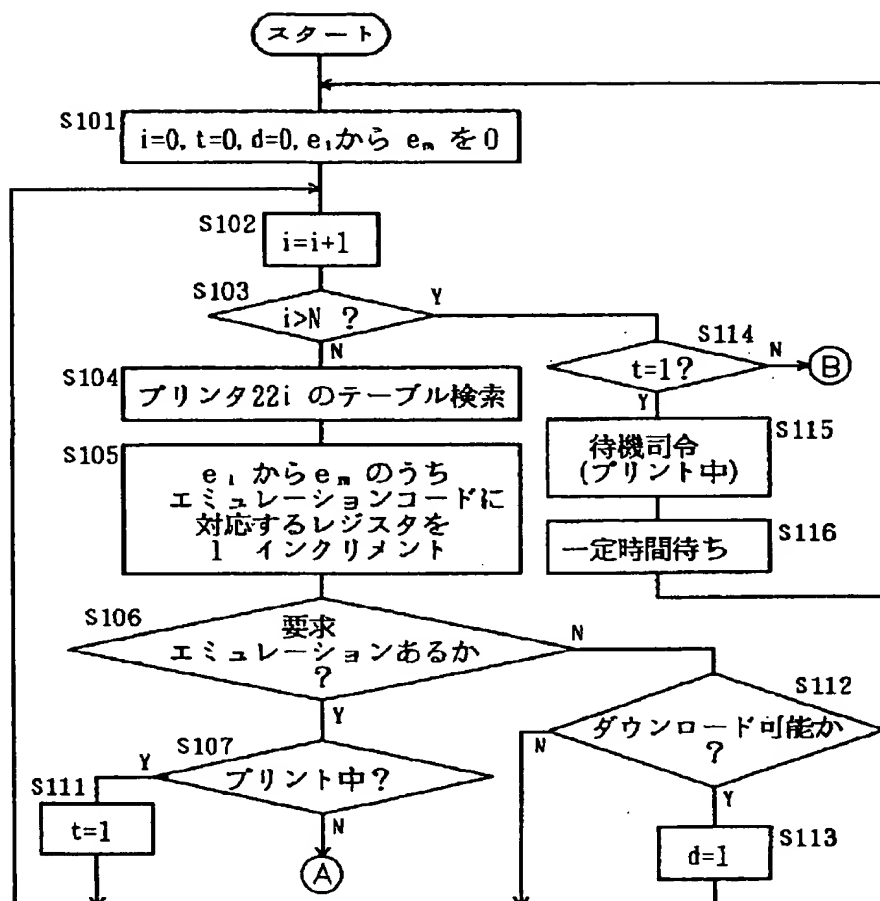 スタート
S101
i=0, t=0, d=0, e₁から eₘ を0
S102
i=i+1
S103
i>N ?
Y
N
S114
t=1?
N
B
Y
S104
プリンタ22i のテーブル検索
S115
待機司令
(プリント中)
S105
e₁ から eₘ のうち
エミュレーションコードに
対応するレジスタを
1 インクリメント
S116
一定時間待ち
S106
要求
エミュレーションあるか
?
N
Y
S112
ダウンロード可能か
?
N
Y
S107
プリント中?
Y
N
S111
t=1
A
S113
d=1